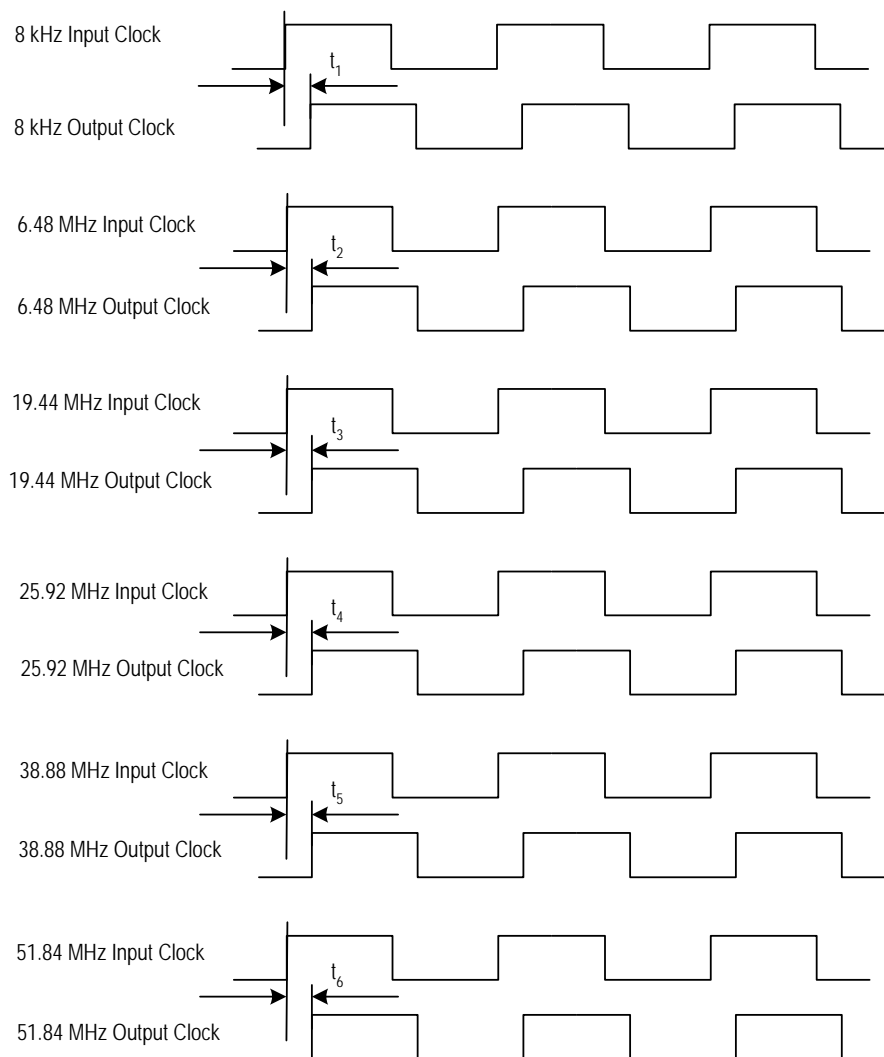 8 kHz Input Clock
t1
8 kHz Output Clock
6.48 MHz Input Clock
t2
6.48 MHz Output Clock
19.44 MHz Input Clock
t3
19.44 MHz Output Clock
25.92 MHz Input Clock
t4
25.92 MHz Output Clock
38.88 MHz Input Clock
t5
38.88 MHz Output Clock
51.84 MHz Input Clock
t6
51.84 MHz Output Clock